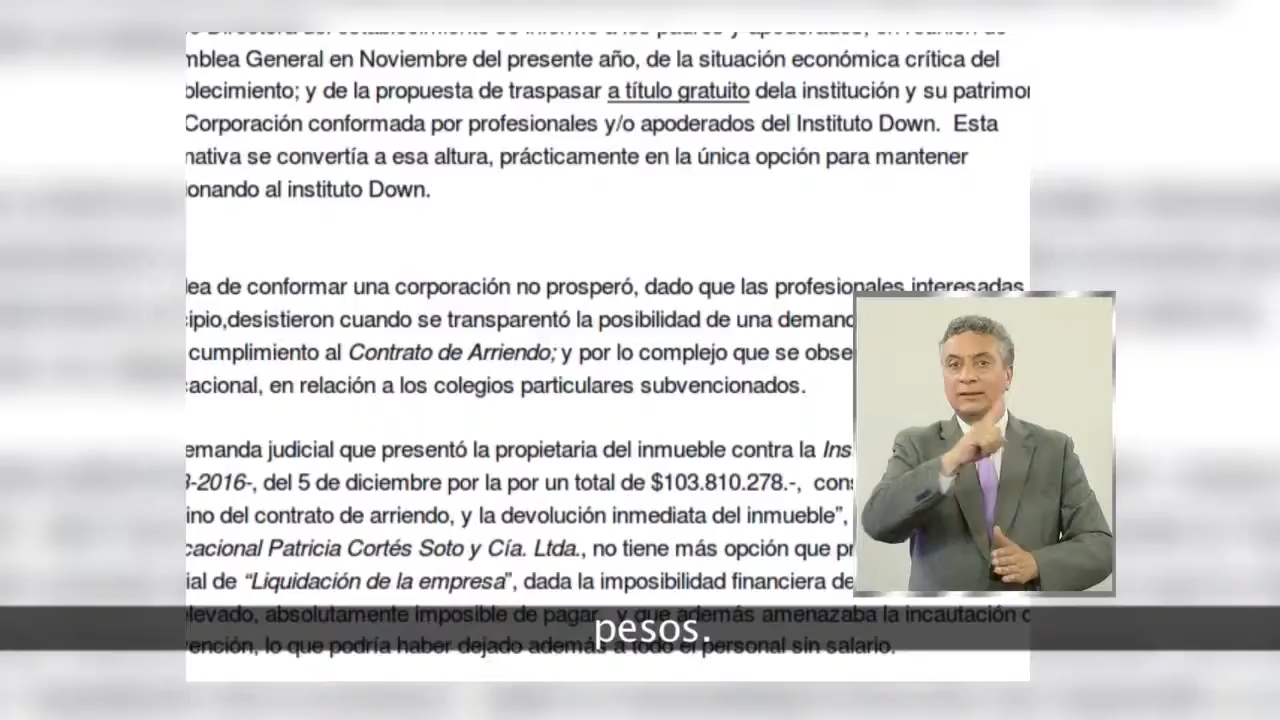 mblea General en Noviembre del presente año, de la situación económica crítica del
blecimiento; y de la propuesta de traspasar a título gratuito dela institución y su patrimor
Corporación conformada por profesionales y/o apoderados del Instituto Down. Esta
nativa se convertía a esa altura, prácticamente en la única opción para mantener
ionando al instituto Down.
lea de conformar una corporación no prosperó, dado que las profesionales interesadas
cipio,desistieron cuando se transparentó la posibilidad de una demanc
cumplimiento al Contrato de Arriendo; y por lo complejo que se obse
cacional, en relación a los colegios particulares subvencionados.
emanda judicial que presentó la propietaria del inmueble contra la Ins
-2016-, del 5 de diciembre por la por un total de $103.810.278.-, cons
ino del contrato de arriendo, y la devolución inmediata del inmueble”,
cacional Patricia Cortés Soto y Cía. Ltda., no tiene más opción que pr
ial de “Liquidación de la empresa”, dada la imposibilidad financiera de
levado, absolutamente Imposible de pagar, y que además amenazaba la incautación
vención, lo que podría haber dejado además a todo el personal sin salario.
pesos.